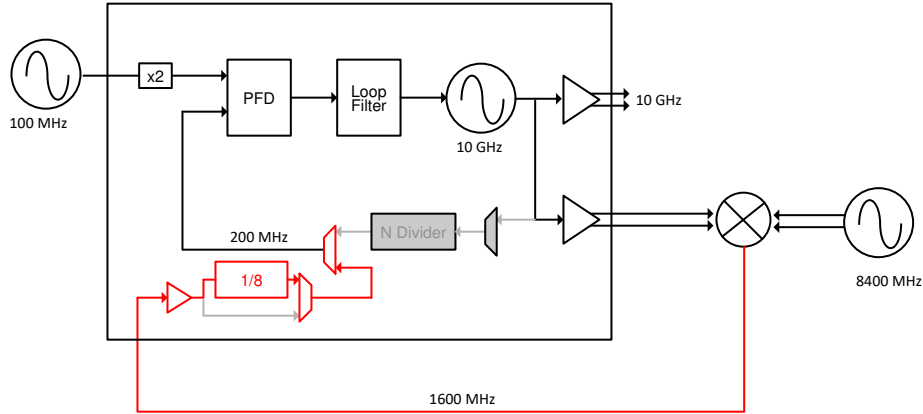 x2
PFD
Loop
Filter
10 GHz
100 MHz
10 GHz
200 MHz
N Divider
1/8
8400 MHz
1600 MHz